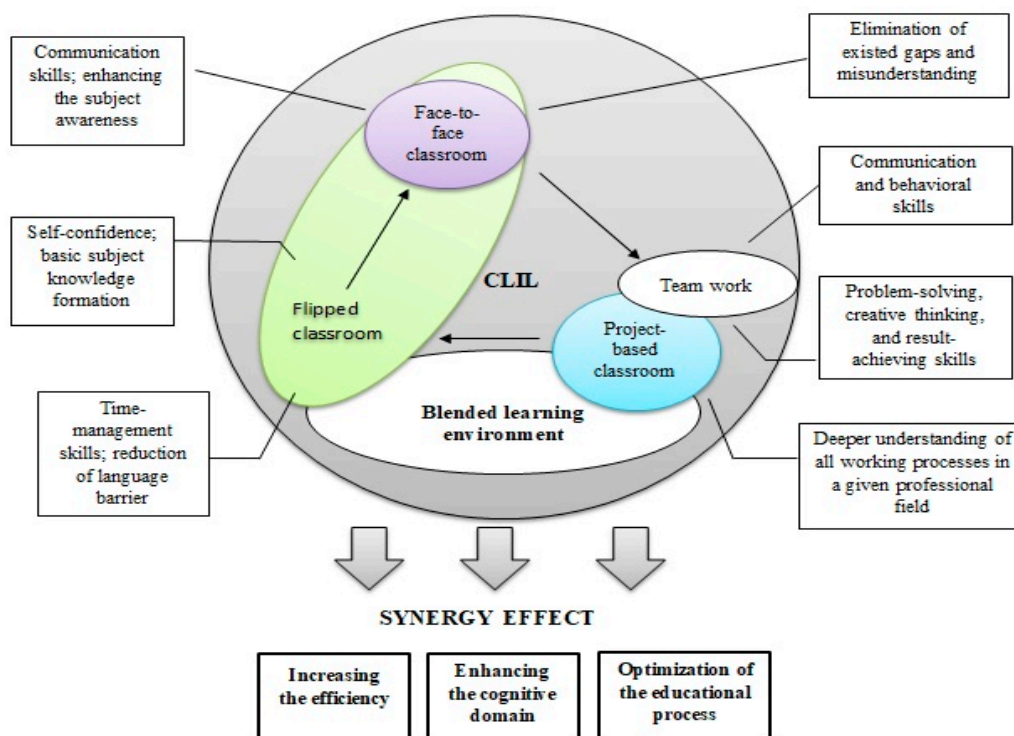 Communication
skills; enhancing
the subject
awareness
Elimination of
existed gaps and
misunderstanding
Face-to-
face
classroom
Communication
and behavioral
skills
Self-confidence;
basic subject
knowledge
formation
CLIL
Team work
Flipped
classroom
Project-
based
classroom
Problem-solving,
creative thinking,
and result-
achieving skills
Time-
management
skills; reduction
of language
barrier
Blended learning
environment
Deeper understanding of
all working processes in
a given professional
field
SYNERGY EFFECT
Increasing
the efficiency
Enhancing
the cognitive
domain
Optimization of
the educational
process